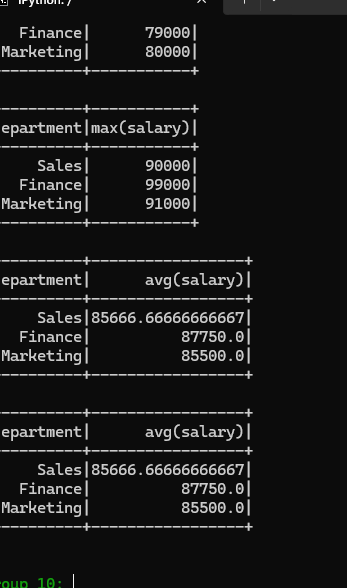 IPython: /
Finance| 79000|
Marketing| 80000|
----------+-----------+
----------+-----------+
epartment|max(salary)|
----------+-----------+
Sales| 90000|
Finance| 99000|
Marketing| 91000|
----------+-----------+
----------+-----------------+
epartment| avg(salary)|
----------+-----------------+
Sales|85666.66666666667|
Finance| 87750.0|
Marketing| 85500.0|
----------+-----------------+
----------+-----------------+
epartment| avg(salary)|
----------+-----------------+
Sales|85666.66666666667|
Finance| 87750.0|
Marketing| 85500.0|
----------+-----------------+
roup 10: